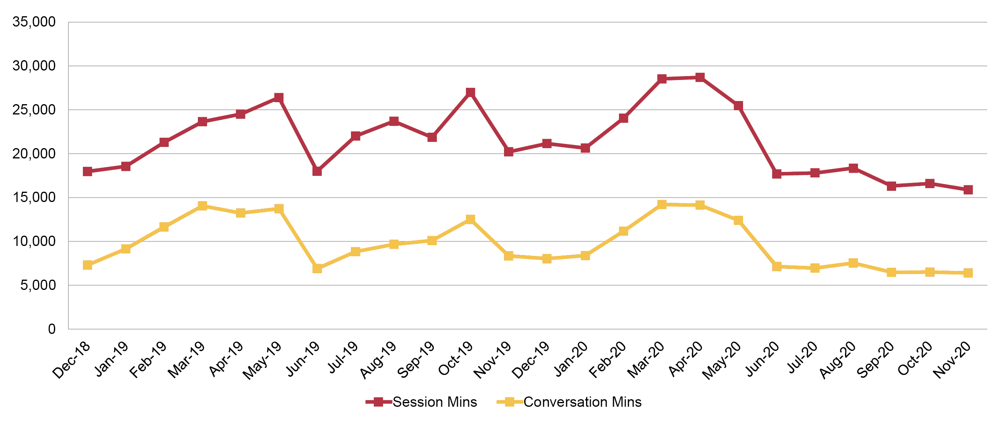 35,000
30,000
25,000
20,000
15,000
10,000
5,000
0
Dec-18
Jan-19
Feb-19
Mar-19
Apr-19
May-19
Jun-19
Jul-19
Aug-19
Sep-19
Oct-19
Nov-19
Dec-19
Jan-20
Feb-20
Mar-20
Apr-20
May-20
Jun-20
Jul-20
Aug-20
Sep-20
Oct-20
Nov-20
Session Mins
Conversation Mins